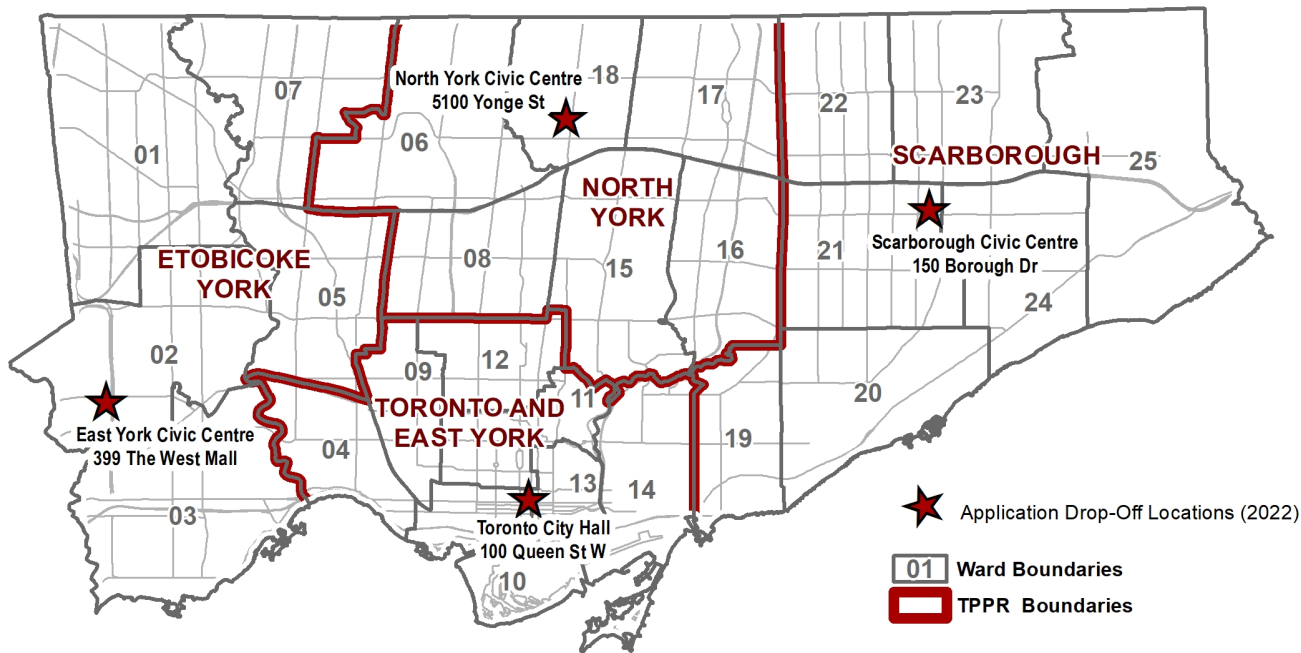 18
07
North York Civic Centre
5100 Yonge St
17
22
23
06
01
SCARBOROUGH
25
NORTH
YORK
Scarborough Civic Centre
150 Borough Dr
ETOBICOKE
YORK
08
15
16
21
05
24
02
12
09
11
20
TORONTO AND
EAST YORK
East York Civic Centre
399 The West Mall
04
19
13
14
03
Toronto City Hall
100 Queen St W
10
Application Drop-Off Locations (2022)
01 Ward Boundaries
TPPR Boundaries